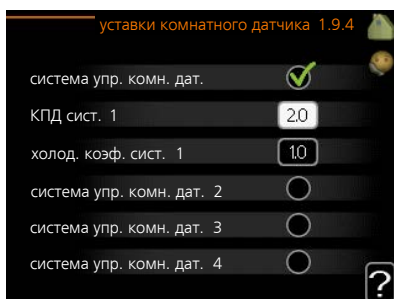 уставки комнатного датчика 1.9.4
система упр. комн. дат.
КПД сист. 1 2.0
холод. коэф. сист. 1 1.0
система упр. комн. дат. 2
система упр. комн. дат. 3
система упр. комн. дат. 4
?